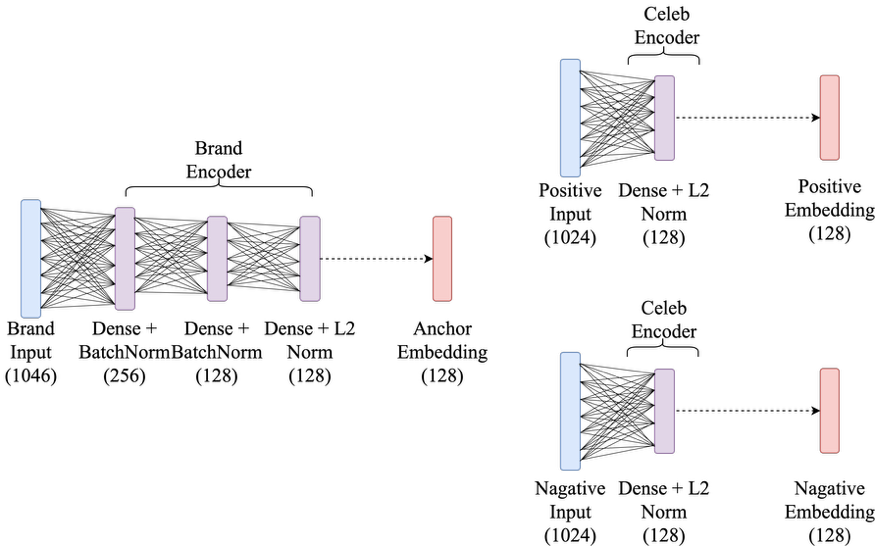 Celeb
Encoder
Positive
Input
(1024)
Dense + L2
Norm
(128)
Positive
Embedding
(128)
Brand
Encoder
Brand
Input
(1046)
Dense +
BatchNorm
(256)
Dense +
BatchNorm
(128)
Dense + L2
Norm
(128)
Anchor
Embedding
(128)
Celeb
Encoder
Nagative
Input
(1024)
Dense + L2
Norm
(128)
Nagative
Embedding
(128)